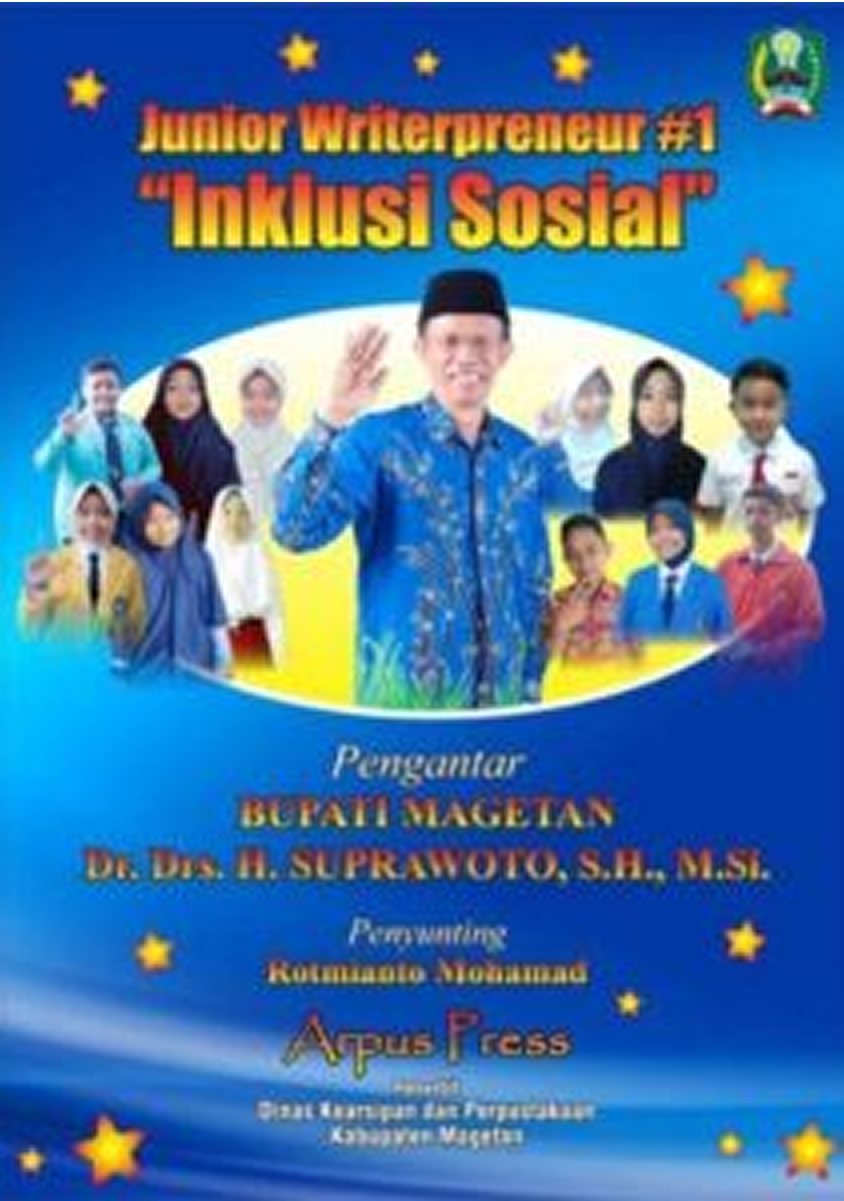 Junior Writerpreneur #1
“Inklusi Sosial”
Pengantar
BUPATI MAGETAN
Dr. Drs. H. SUPRAWOTO, S.H., M.Si.
Penyunting
Rotmianto Mohamad
Arpus Press
Penerbit
Dinas Kearsipan dan Perpustakaan
Kabupaten Magetan